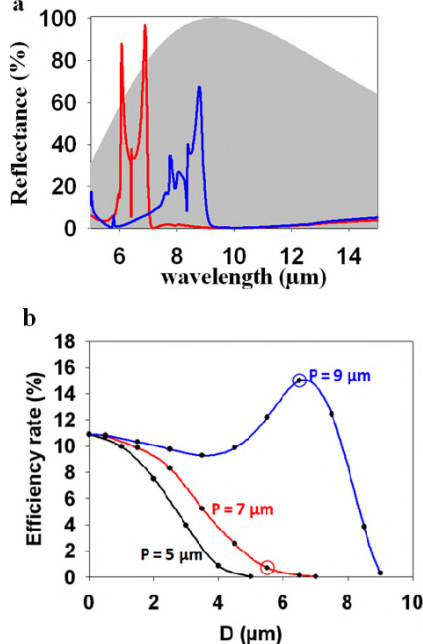 a
Reflectance (%)
100
80
60
40
20
0
6 8 10 12 14
wavelength (µm)
b
Efficiency rate (%)
18
16
14
12
10
8
6
4
2
0
P = 9 µm
P = 7 µm
P = 5 µm
0 2 4 6 8 10
D (µm)